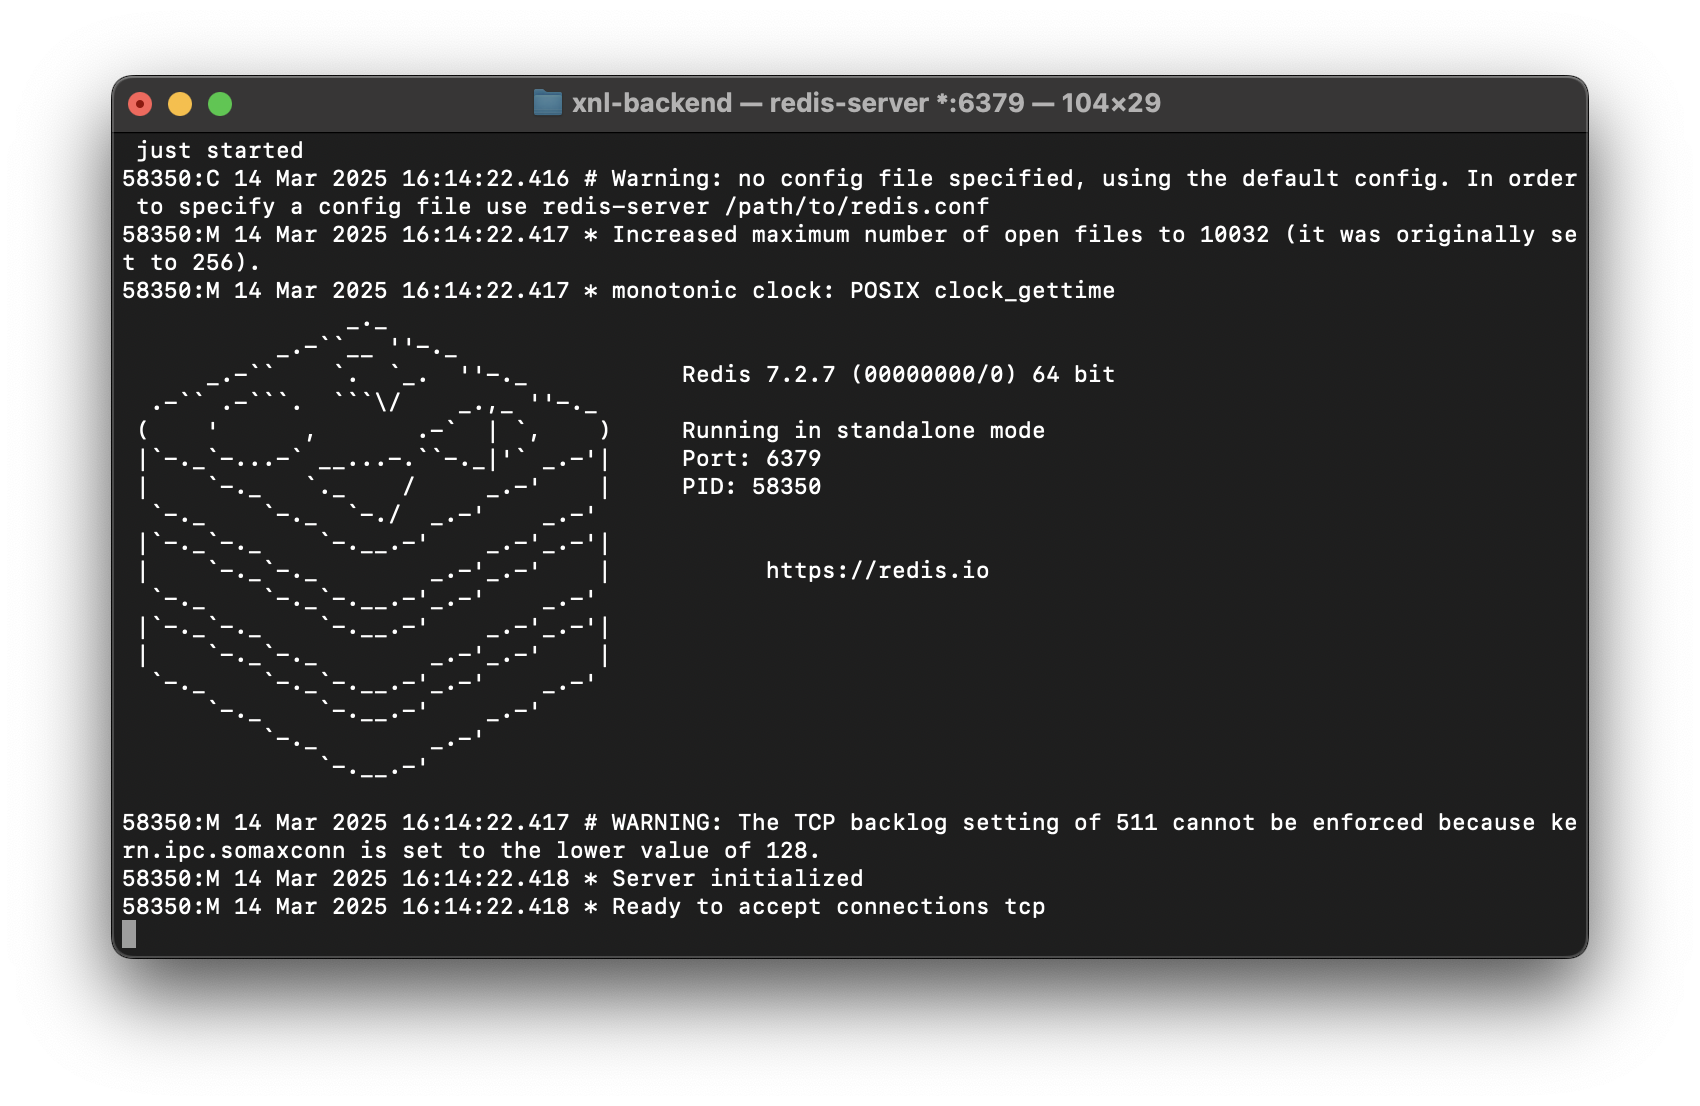 xnl-backend — redis-server *:6379 — 104×29
 just started
58350:C 14 Mar 2025 16:14:22.416 # Warning: no config file specified, using the default config. In order
 to specify a config file use redis-server /path/to/redis.conf
58350:M 14 Mar 2025 16:14:22.417 * Increased maximum number of open files to 10032 (it was originally se
t to 256).
58350:M 14 Mar 2025 16:14:22.417 * monotonic clock: POSIX clock_gettime
Redis 7.2.7 (00000000/0) 64 bit
Running in standalone mode
Port: 6379
PID: 58350
https://redis.io
58350:M 14 Mar 2025 16:14:22.417 # WARNING: The TCP backlog setting of 511 cannot be enforced because ke
rn.ipc.somaxconn is set to the lower value of 128.
58350:M 14 Mar 2025 16:14:22.418 * Server initialized
58350:M 14 Mar 2025 16:14:22.418 * Ready to accept connections tcp